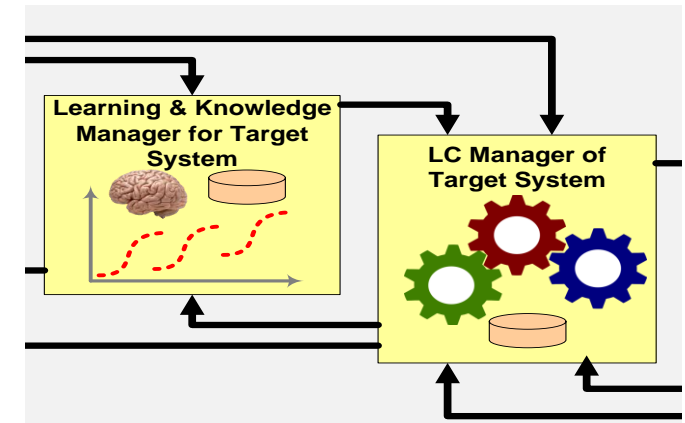 Learning & Knowledge
Manager for Target
System
LC Manager of
Target System